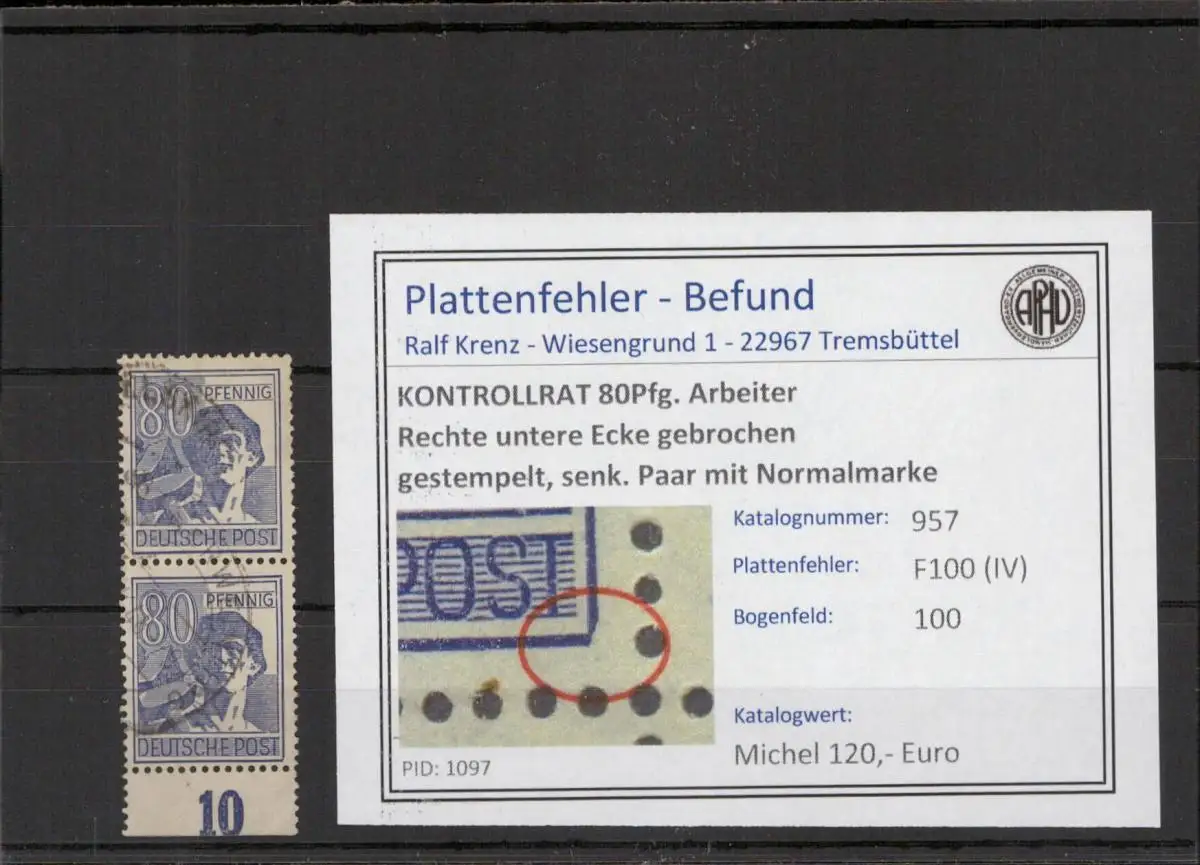 80 PFENNIG
DEUTSCHE POST
80 PFENNIG
DEUTSCHE POST
10
Plattenfehler - Befund
Ralf Krenz - Wiesengrund 1 - 22967 Tremsbüttel
APHV
KONTROLLRAT 80Pfg. Arbeiter
Rechte untere Ecke gebrochen
gestempelt, senk. Paar mit Normalmarke
POST
Katalognummer: 957
Plattenfehler: F100 (IV)
Bogenfeld: 100
Katalogwert:
Michel 120,- Euro
PID: 1097